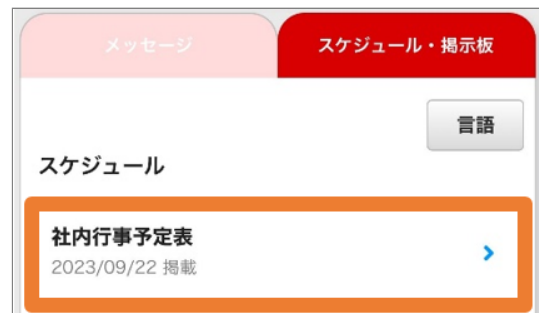 メッセージ
スケジュール・掲示板
言語
スケジュール
社内行事予定表
2023/09/22 掲載